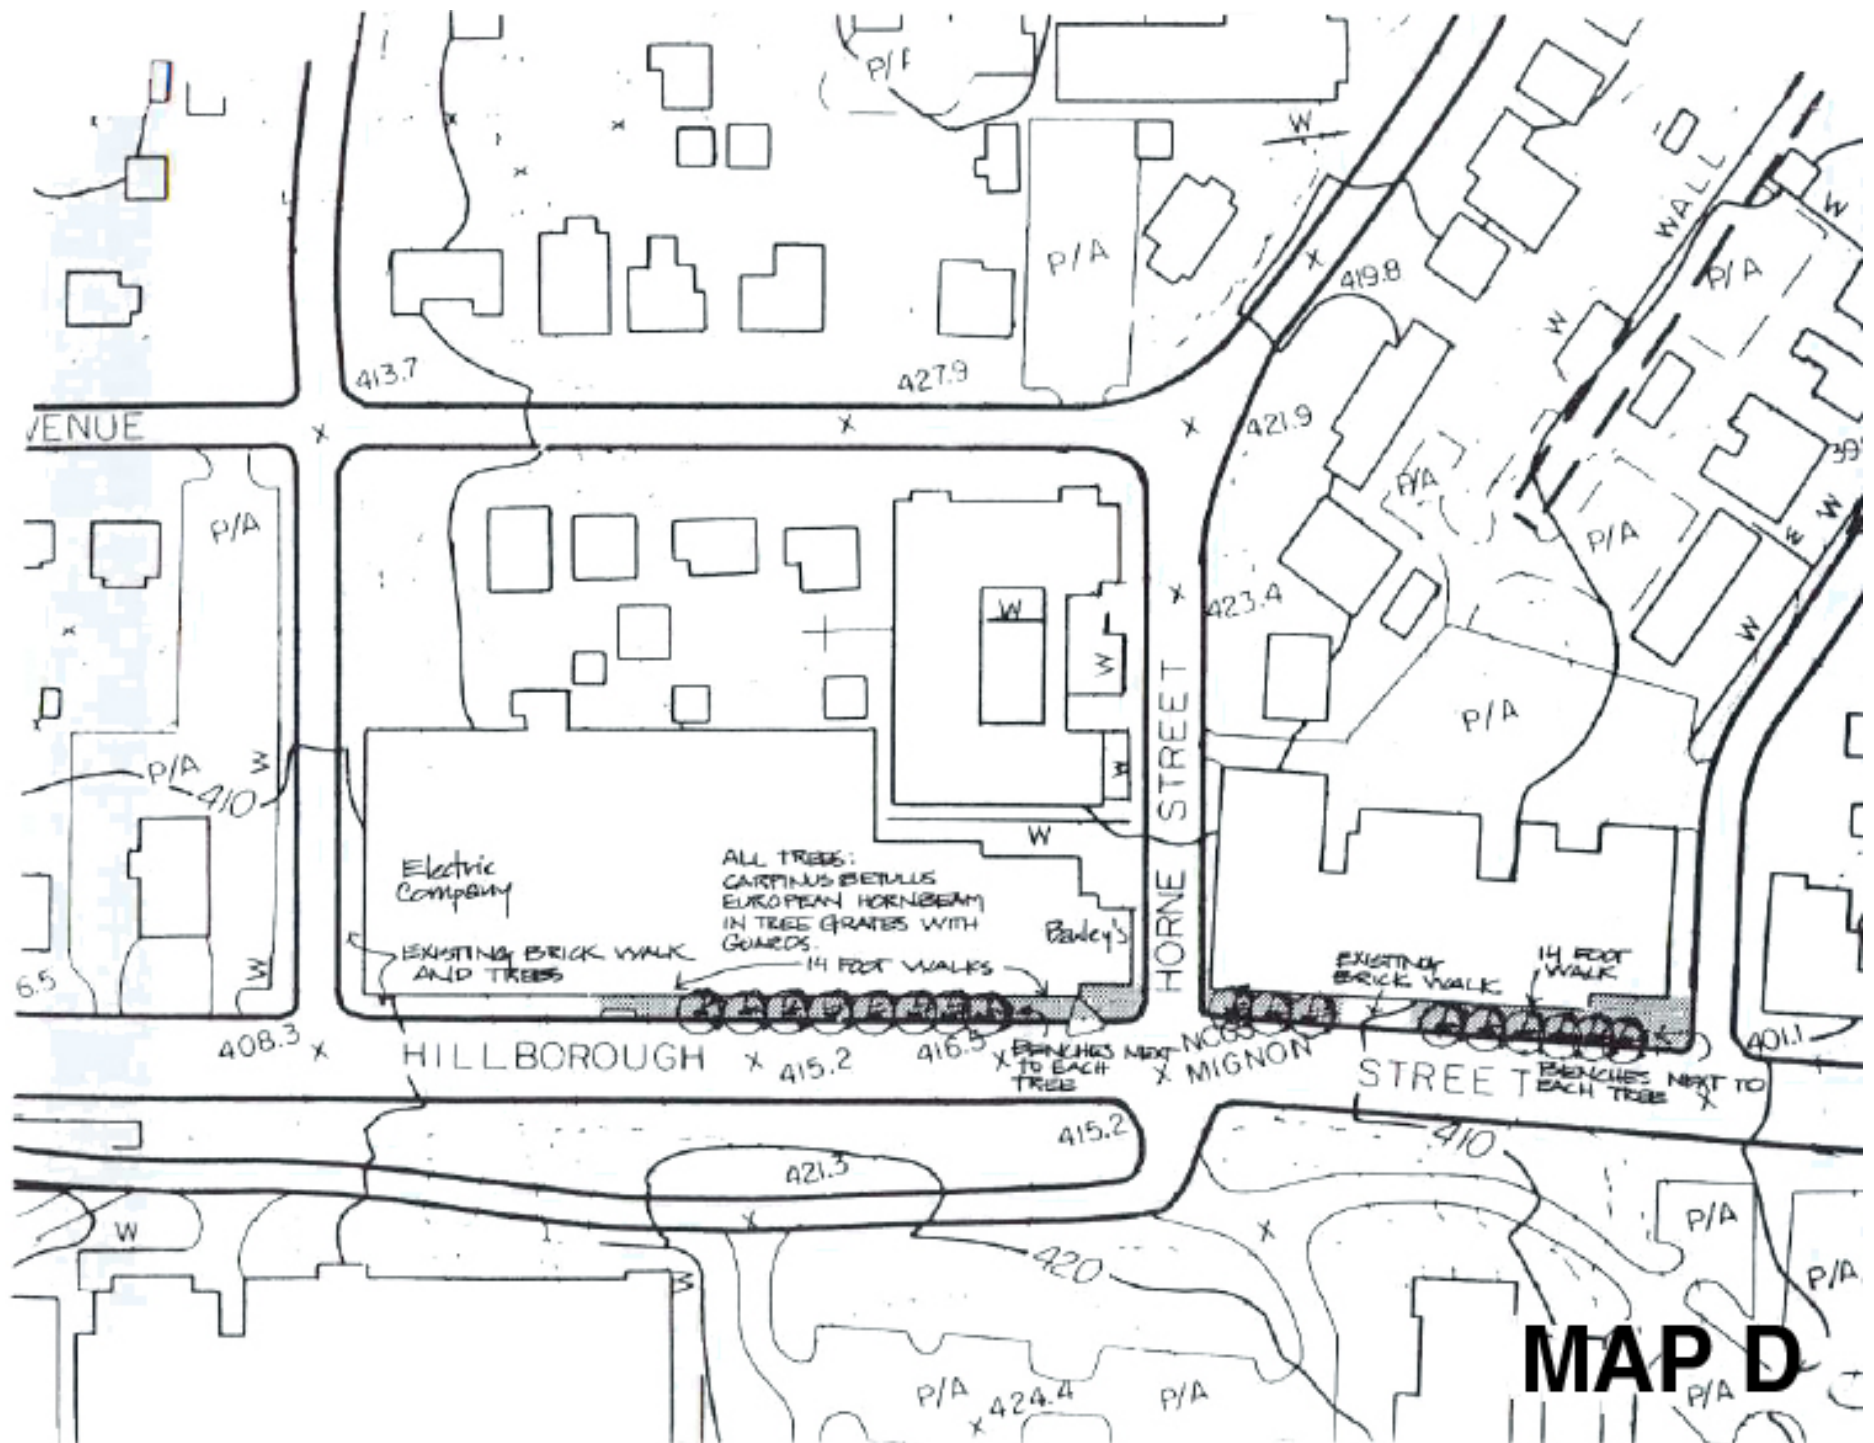 P/A
W
WALL
W
P/A
P/A
419.8
W
413.7
427.9
VENUE
421.9
P/A
P/A
P/A
W
W
W
423.4
W
W
W
P/A
STREET
P/A
410
W
W
W
HORNE
Electric
Company
ALL TREES:
CARPINUS BETULUS
EUROPEAN HORNBEAM
IN TREE GRATES WITH
GUARDS.
EXISTING BRICK WALK
AND TREES
14 FOOT WALKS
EXISTING
BRICK WALK
14 FOOT
WALK
W
6.5
408.3
HILLBOROUGH
415.2
416.5
BENCHES NEXT
TO EACH
TREE
MIGNON
STREET
BENCHES NEXT TO
EACH TREE
401.1
415.2
410
421.3
W
P/A
420
P/A
W
P/A
424.4
P/A
MAP D
P/A